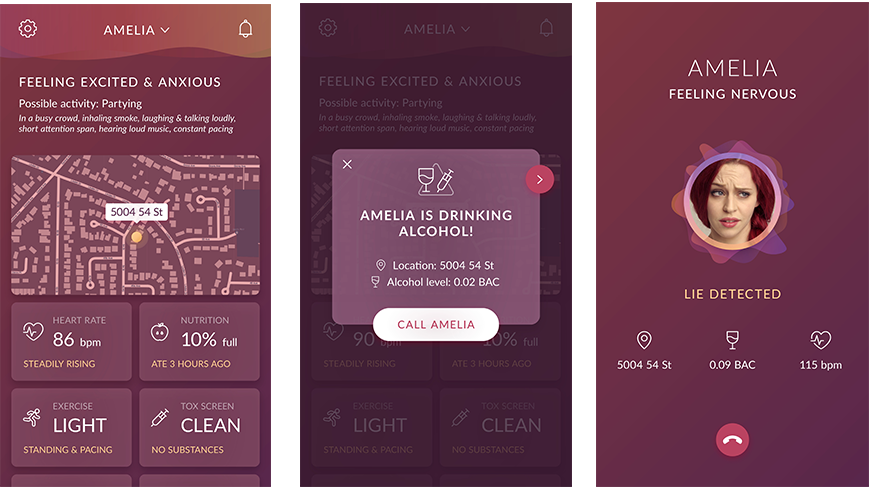 AMELIA
FEELING EXCITED & ANXIOUS
Possible activity: Partying
In a busy crowd, inhaling smoke, laughing & talking loudly,
short attention span, hearing loud music, constant pacing
5004 54 St
HEART RATE
86 bpm
STEADILY RISING
NUTRITION
10% full
ATE 3 HOURS AGO
EXERCISE
LIGHT
STANDING & PACING
TOX SCREEN
CLEAN
NO SUBSTANCES
AMELIA
FEELING EXCITED & ANXIOUS
Possible activity: Partying
In a busy crowd, inhaling smoke, laughing & talking loudly,
short attention span, hearing loud music, constant pacing
AMELIA IS DRINKING
ALCOHOL!
Location: 5004 54 St
Alcohol level: 0.02 BAC
CALL AMELIA
90 bpm
STEADILY RISING
10% full
ATE 3 HOURS AGO
EXERCISE
LIGHT
STANDING & PACING
TOX SCREEN
CLEAN
NO SUBSTANCES
AMELIA
FEELING NERVOUS
LIE DETECTED
5004 54 St
0.09 BAC
115 bpm